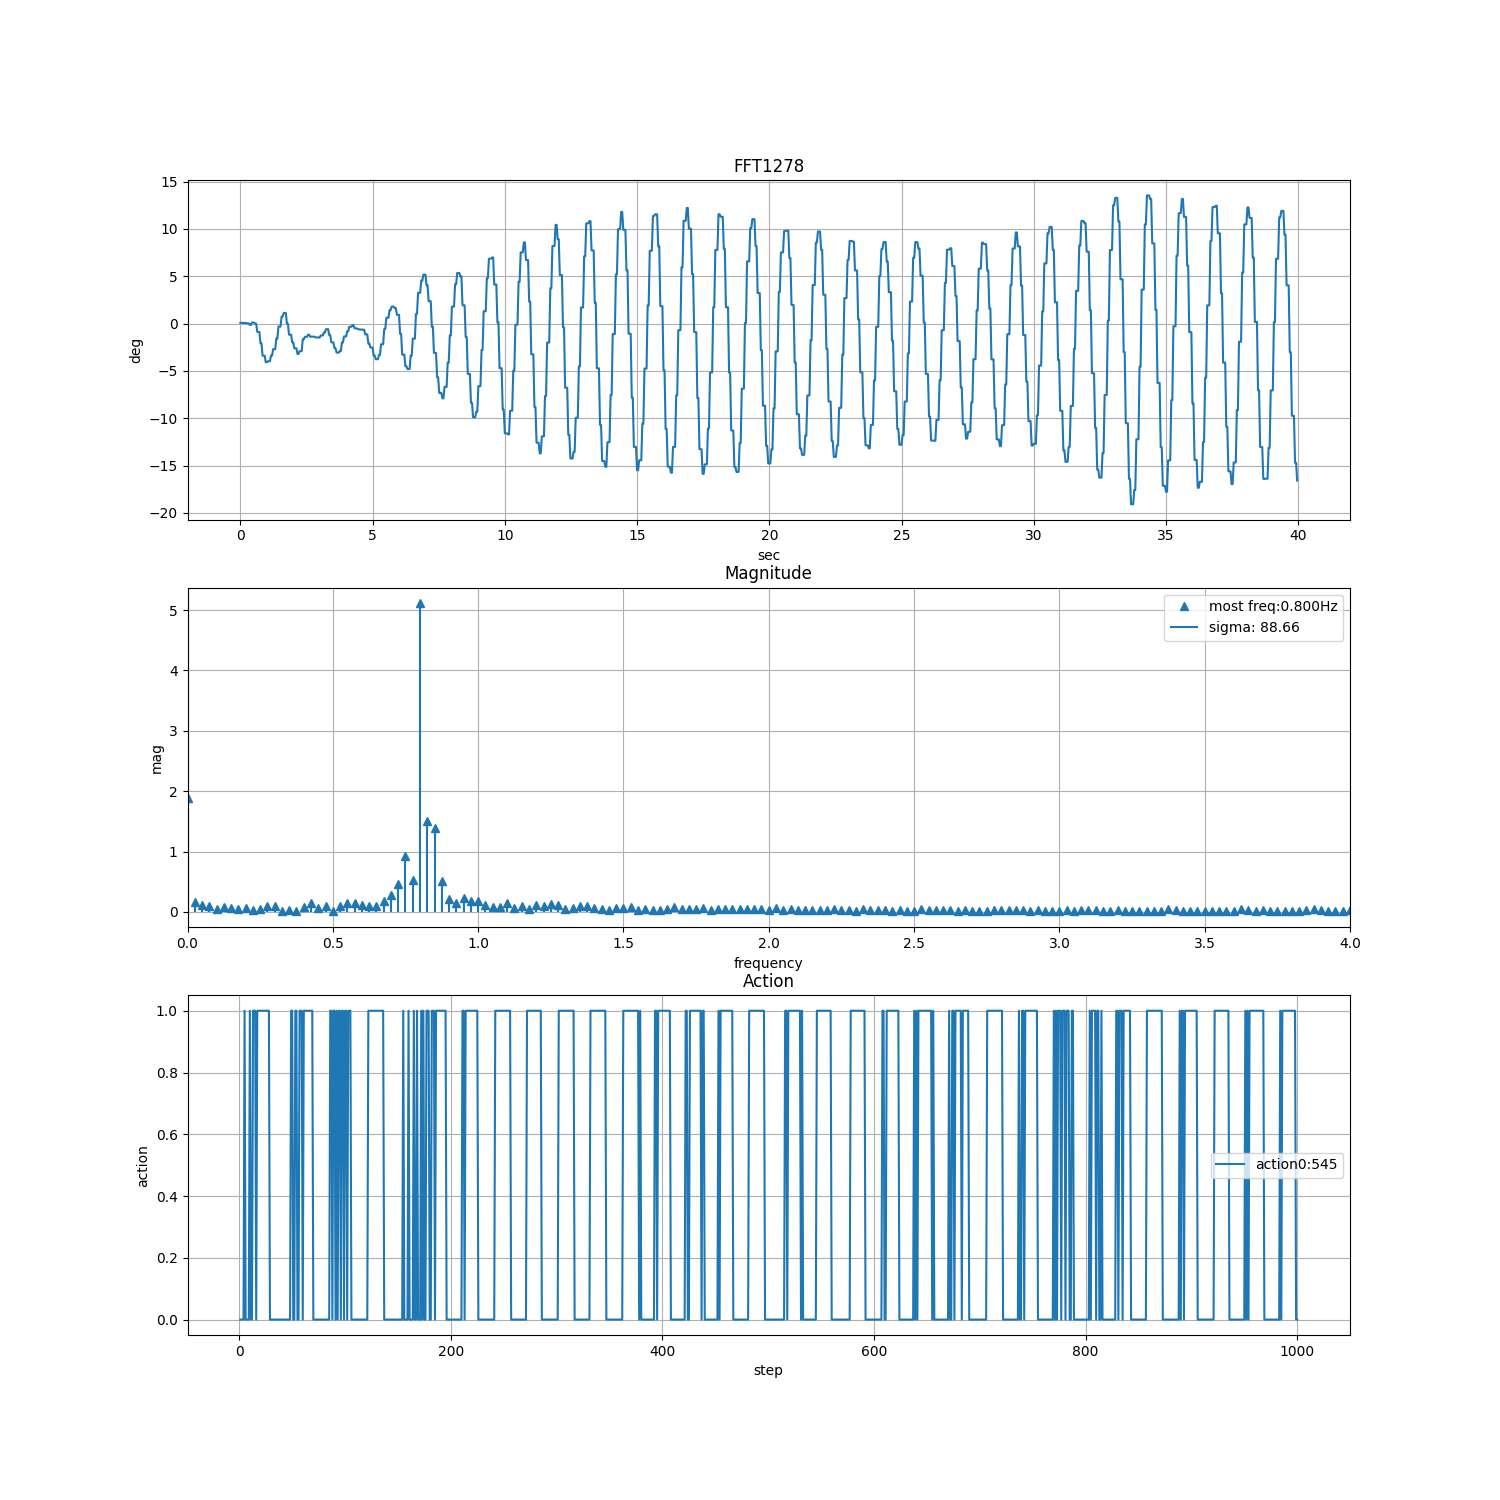 FFT1278
15
10
5
0
−5
−10
−15
−20
deg
0 5 10 15 20 25 30 35 40
sec
Magnitude
most freq:0.800Hz
sigma: 88.66
5
4
3
2
1
0
mag
0.0 0.5 1.0 1.5 2.0 2.5 3.0 3.5 4.0
frequency
Action
1.0
0.8
0.6
0.4
0.2
0.0
action
action0:545
0 200 400 600 800 1000
step